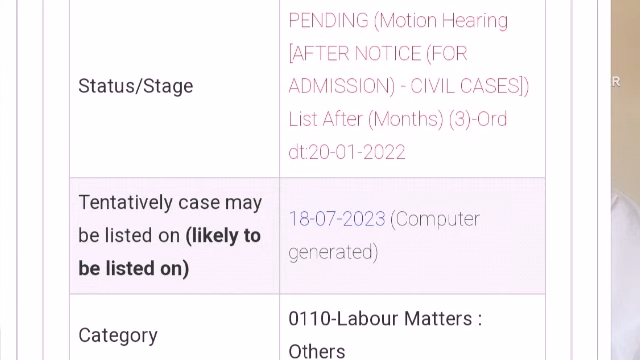 PENDING (Motion Hearing
[AFTER NOTICE (FOR
Status/Stage
ADMISSION) - CIVIL CASES])
List After (Months) (3)-Ord
dt:20-01-2022
Tentatively case may
be listed on (likely to
be listed on)
18-07-2023 (Computer
generated)
Category
0110-Labour Matters :
Others
R